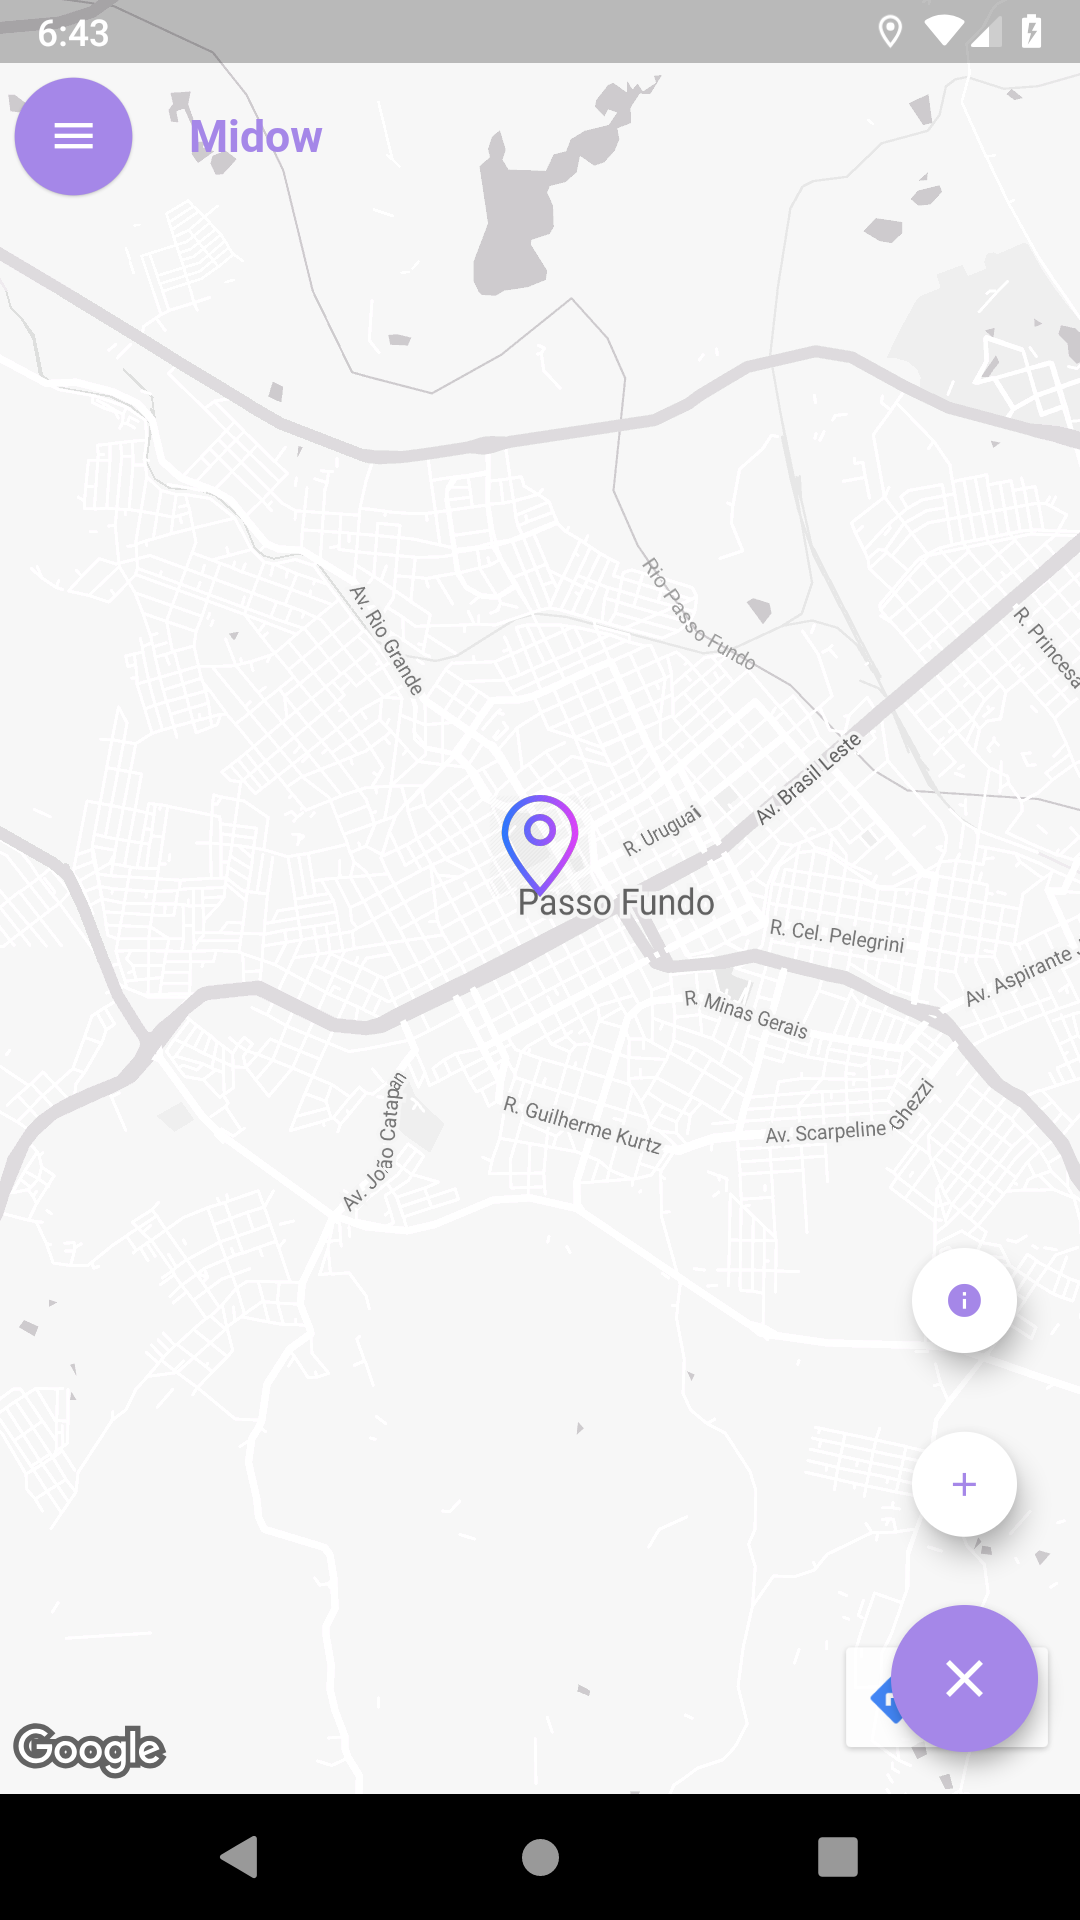 6:43
Midow
Av. Rio Grande
Rio Passo Fundo
R. Princesa
Av. Brasil Leste
R. Uruguai
Passo Fundo
R. Cel. Pelegrini
Av. Aspirante J
R. Minas Gerais
Av. João Catapan
R. Guilherme Kurtz
Av. Scarpeline Ghezzi
Google